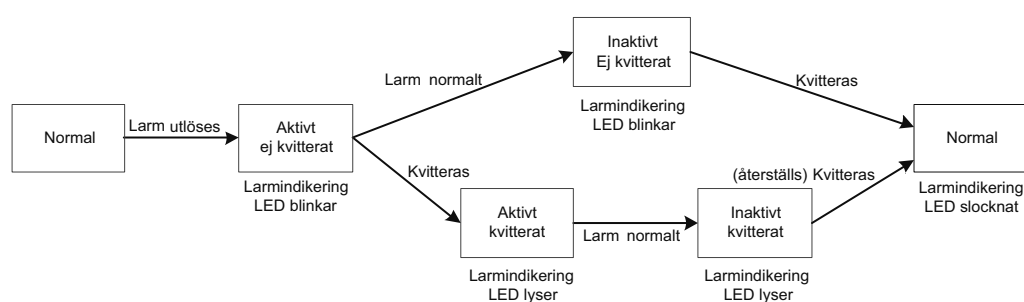 Normal
Larm utlöses
Aktivt
ej kvitterat
Larmindikering
LED blinkar
Larm normalt
Inaktivt
Ej kvitterat
Larmindikering
LED blinkar
Kvitteras
Kvitteras
Aktivt
kvitterat
Larmindikering
LED lyser
Larm normalt
Inaktivt
kvitterat
Larmindikering
LED lyser
(återställs) Kvitteras
Normal
Larmindikering
LED slocknat